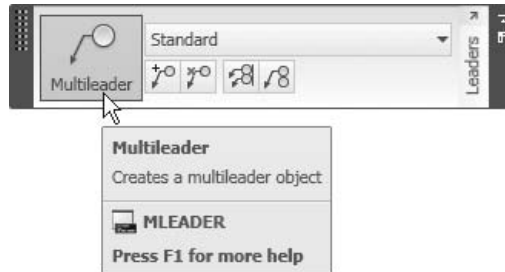 Standard
Multileader
Leaders
Multileader
Creates a multileader object
MLEADER
Press F1 for more help